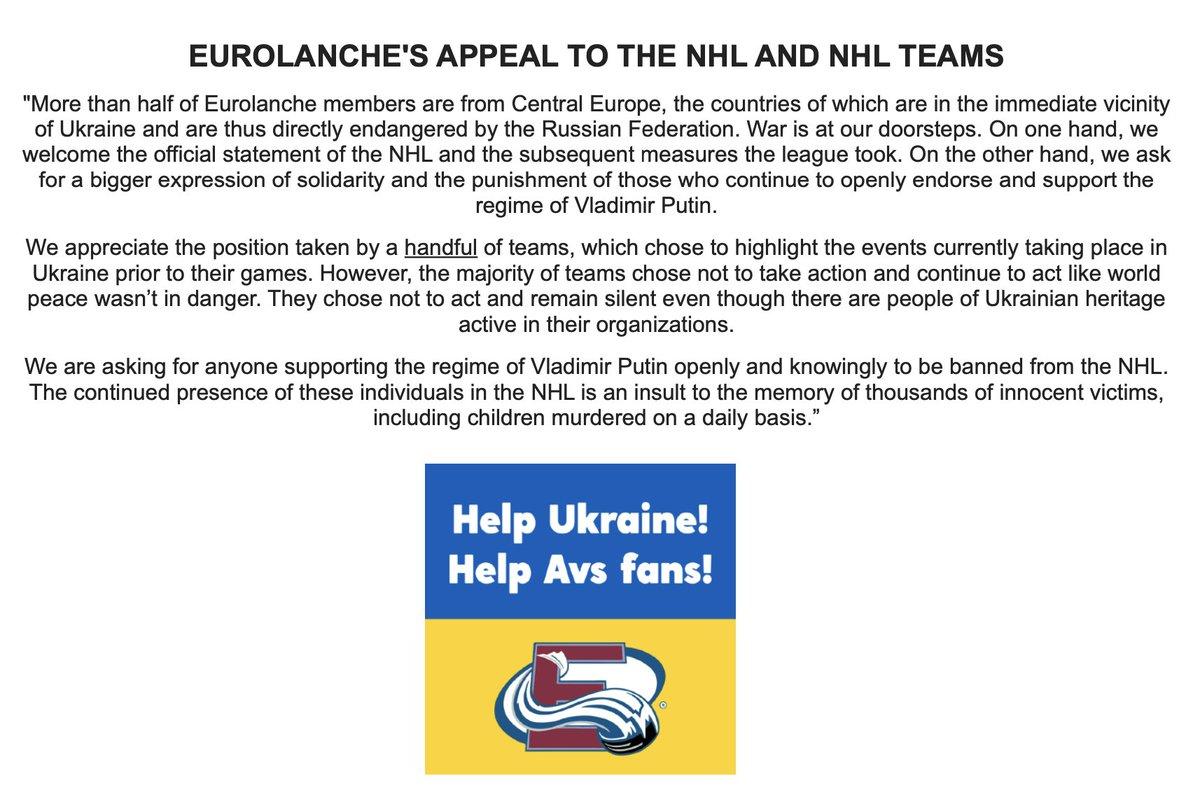 EUROLANCHE'S APPEAL TO THE NHL AND NHL TEAMS
"More than half of Eurolanche members are from Central Europe, the countries of which are in the immediate vicinity
of Ukraine and are thus directly endangered by the Russian Federation. War is at our doorsteps. On one hand, we
welcome the official statement of the NHL and the subsequent measures the league took. On the other hand, we ask
for a bigger expression of solidarity and the punishment of those who continue to openly endorse and support the
regime of Vladimir Putin.
We appreciate the position taken by a handful of teams, which chose to highlight the events currently taking place in
Ukraine prior to their games. However, the majority of teams chose not to take action and continue to act like world
peace wasn’t in danger. They chose not to act and remain silent even though there are people of Ukrainian heritage
active in their organizations.
We are asking for anyone supporting the regime of Vladimir Putin openly and knowingly to be banned from the NHL.
The continued presence of these individuals in the NHL is an insult to the memory of thousands of innocent victims,
including children murdered on a daily basis.”
Help Ukraine!
Help Avs fans!
E
®